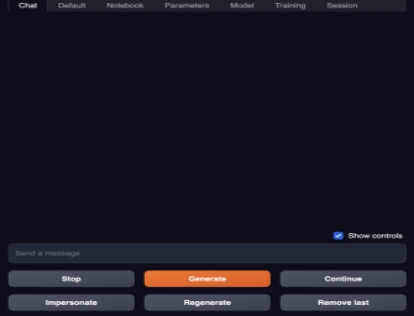 Chat Default Notebook Parameters Model Training Session
Show controls
Send a message
Stop Generate Continue
Impersonate Regenerate Remove last